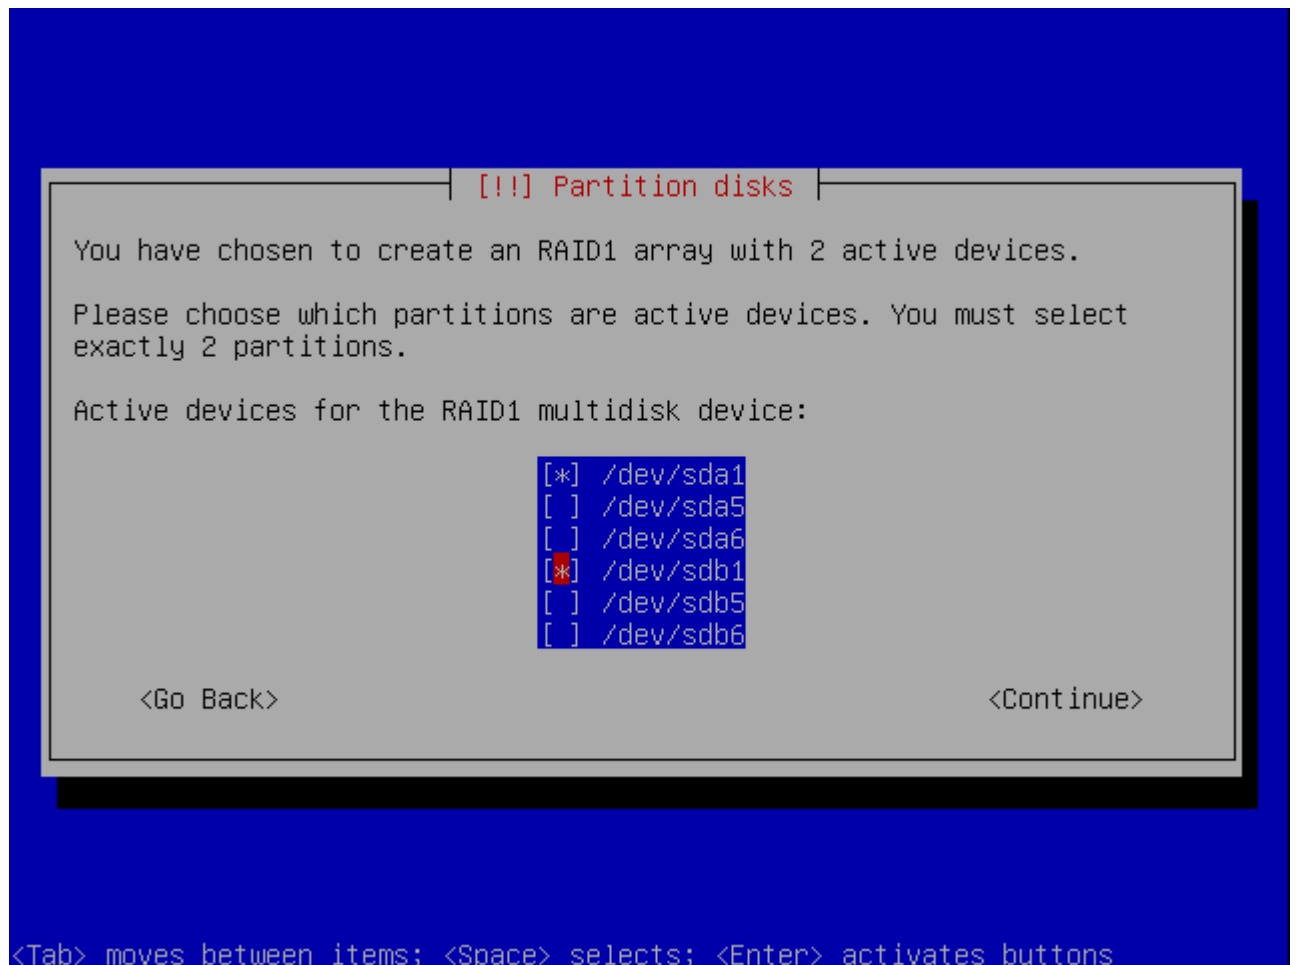 [!!] Partition disks
You have chosen to create an RAID1 array with 2 active devices.
Please choose which partitions are active devices. You must select
exactly 2 partitions.
Active devices for the RAID1 multidisk device:
[*] /dev/sda1
[ ] /dev/sda5
[ ] /dev/sda6
[*] /dev/sdb1
[ ] /dev/sdb5
[ ] /dev/sdb6
<Go Back> <Continue>
<Tab> moves between items; <Space> selects; <Enter> activates buttons